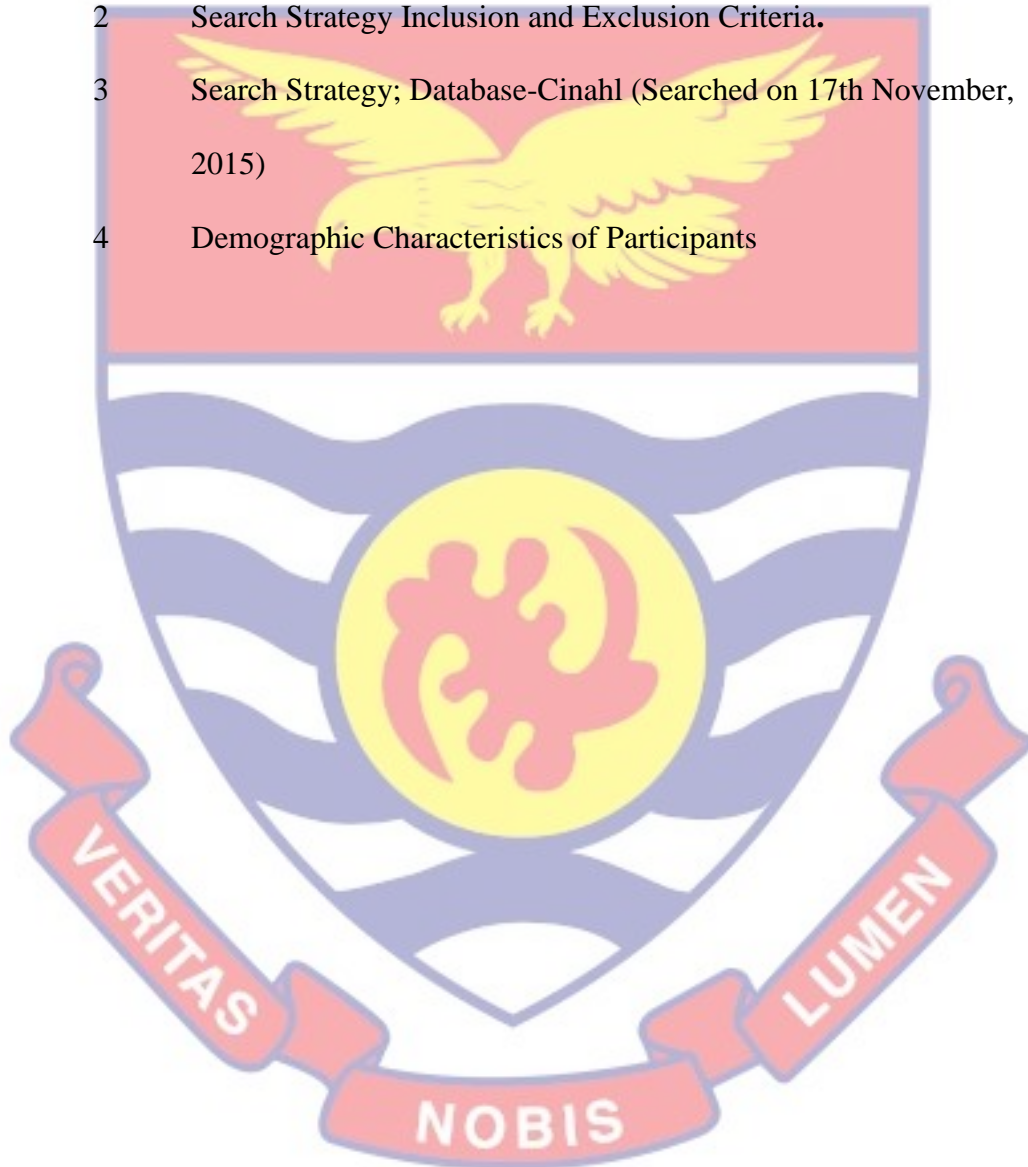 2 Search Strategy Inclusion and Exclusion Criteria.
3 Search Strategy; Database-Cinahl (Searched on 17th November,
2015)
4 Demographic Characteristics of Participants
VERITAS
NOBIS
LUMEN